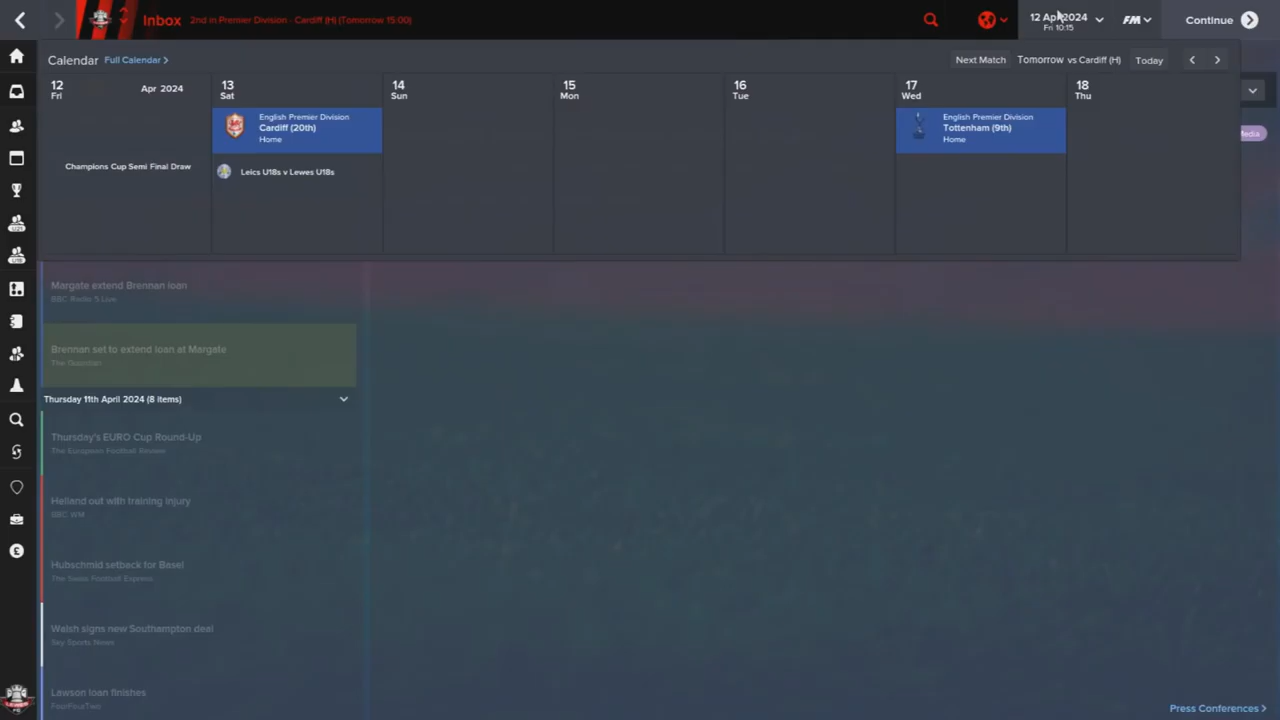 Inbox
2nd in Premier Division - Cardiff (H) (Tomorrow 15:00)
12 Apr 2024
Fri 10:15
FM
Continue
Calendar
Full Calendar >
Next Match
Tomorrow vs Cardiff (H)
Today
12
Fri
Apr 2024
13
Sat
14
Sun
15
Mon
16
Tue
17
Wed
18
Thu
English Premier Division
Cardiff (20th)
Home
English Premier Division
Tottenham (9th)
Home
Champions Cup Semi Final Draw
Leics U18s v Lewes U18s
Media
U21
U18
Margate extend Brennan loan
BBC Radio 5 Live
Brennan set to extend loan at Margate
The Guardian
Thursday 11th April 2024 (8 items)
Thursday's EURO Cup Round-Up
The European Football Review
Helland out with training injury
BBC WM
Hubschmid setback for Basel
The Swiss Football Express
Walsh signs new Southampton deal
Sky Sports News
Lawson loan finishes
FourFourTwo
Press Conferences >